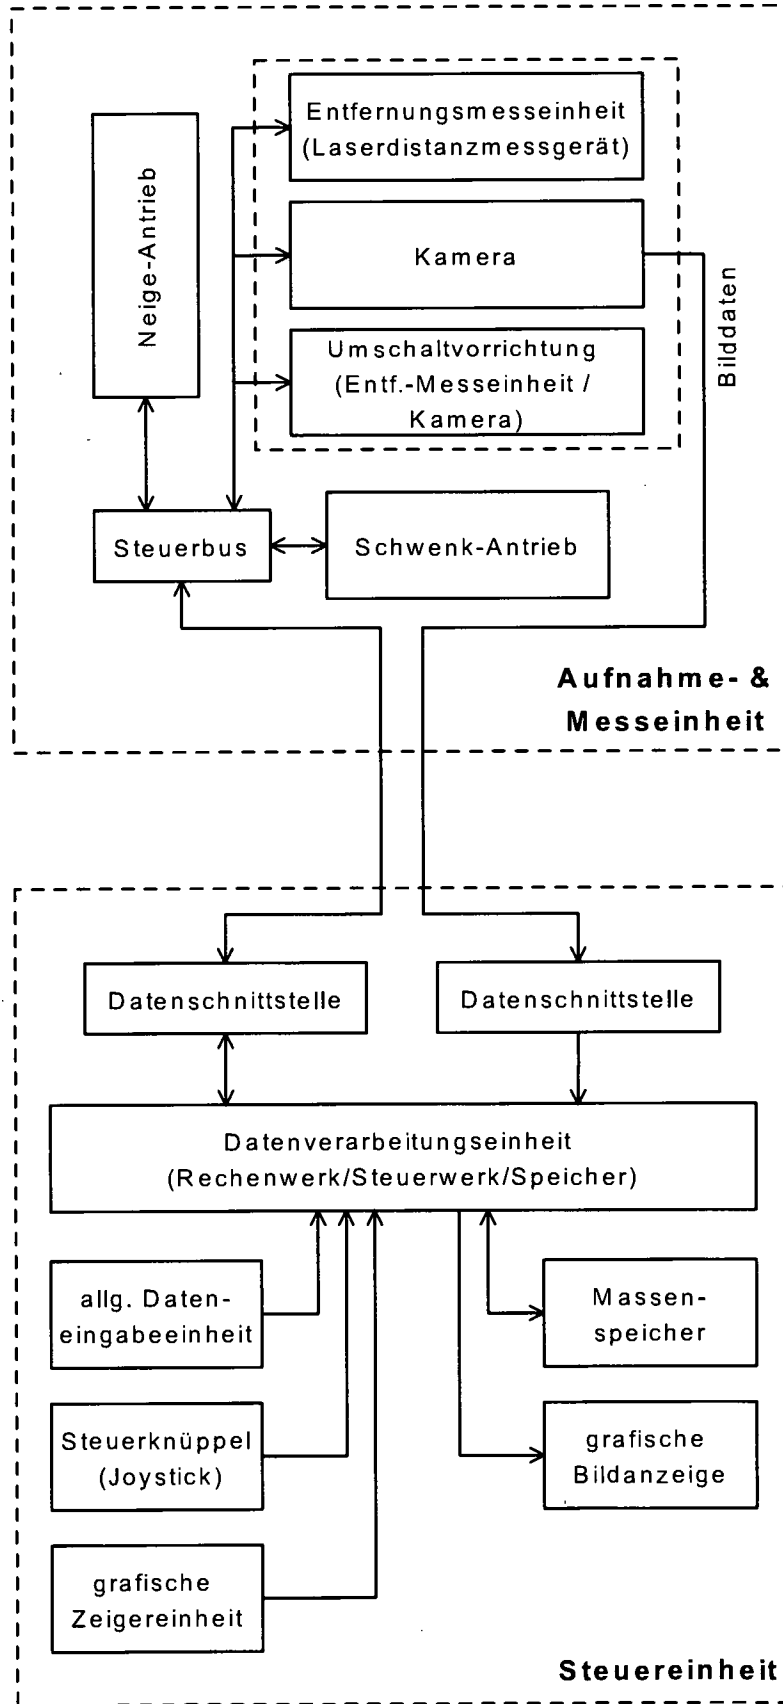 Entfernungsmesseinheit
(Laserdistanzmessgerät)
Neige-Antrieb
Kamera
Bilddaten
Umschaltvorrichtung
(Entf.-Messeinheit /
Kamera)
Steuerbus
Schwenk-Antrieb
Aufnahme- &
Messeinheit
Datenschnittstelle
Datenschnittstelle
Datenverarbeitungseinheit
(Rechenwerk/Steuerwerk/Speicher)
allg. Daten-
eingabeeinheit
Massen-
speicher
Steuerknüppel
(Joystick)
grafische
Bildanzeige
grafische
Zeigereinheit
Steuereinheit